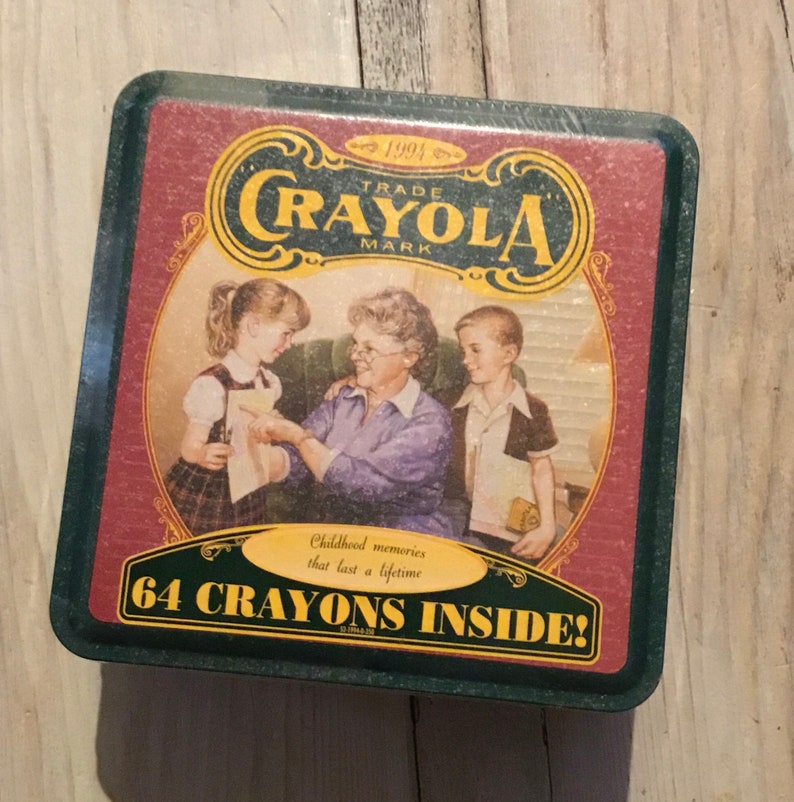 1994
TRADE
CRAYOLA
MARK
Childhood memories
that last a lifetime
64 CRAYONS INSIDE!